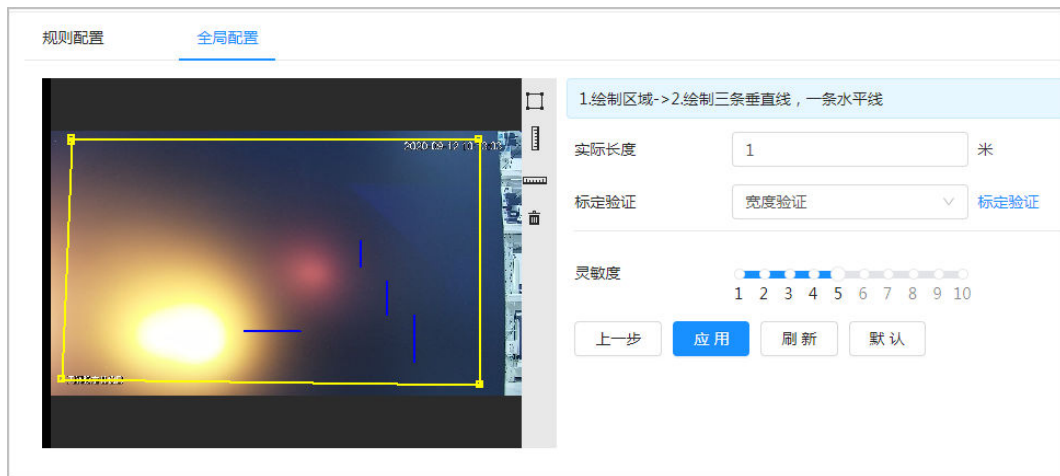 规则配置
全局配置
1.绘制区域->2.绘制三条垂直线，一条水平线
实际长度
1
米
标定验证
宽度验证
标定验证
灵敏度
1 2 3 4 5 6 7 8 9 10
上一步
应用
刷新
默认